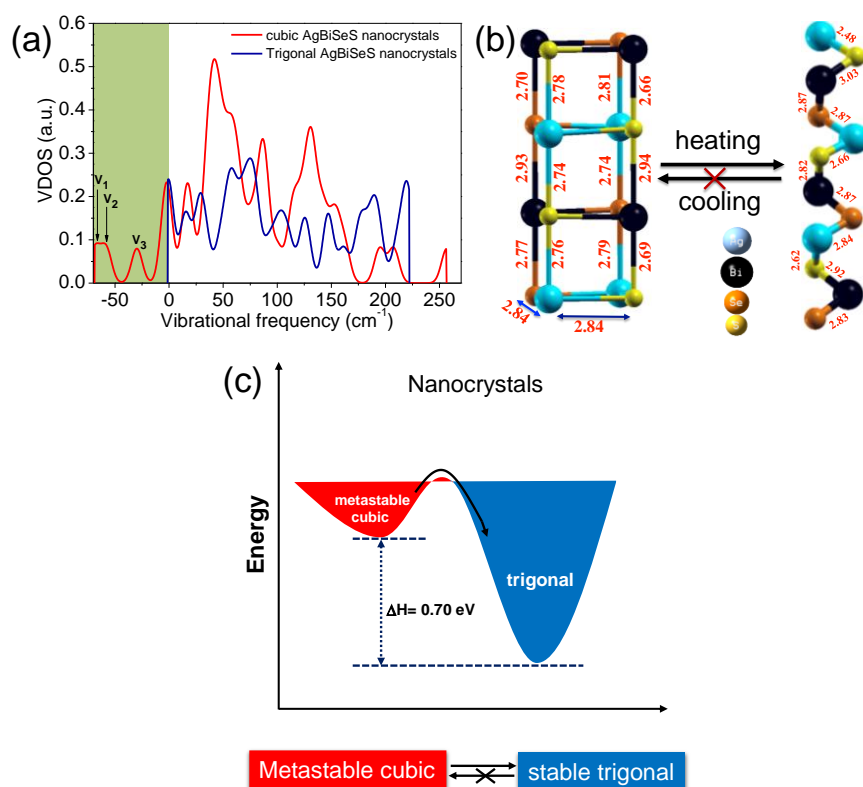 (a)
cubic AgBiSeS nanocrystals
Trigonal AgBiSeS nanocrystals
0.6
0.5
0.4
0.3
0.2
0.1
0.0
VDOS (a.u.)
V1
V2
V3
-50
0
50
100
150
200
250
Vibrational frequency (cm-1)
(b)
2.70
2.78
2.81
2.66
2.93
2.74
2.74
2.94
2.77
2.76
2.79
2.69
2.84
2.84
heating
cooling
Ag
Bi
Se
S
2.48
3.03
2.87
2.87
2.66
2.82
2.87
2.84
2.62
2.92
2.83
(c)
Nanocrystals
Energy
metastable
cubic
trigonal
ΔH= 0.70 eV
Metastable cubic
stable trigonal